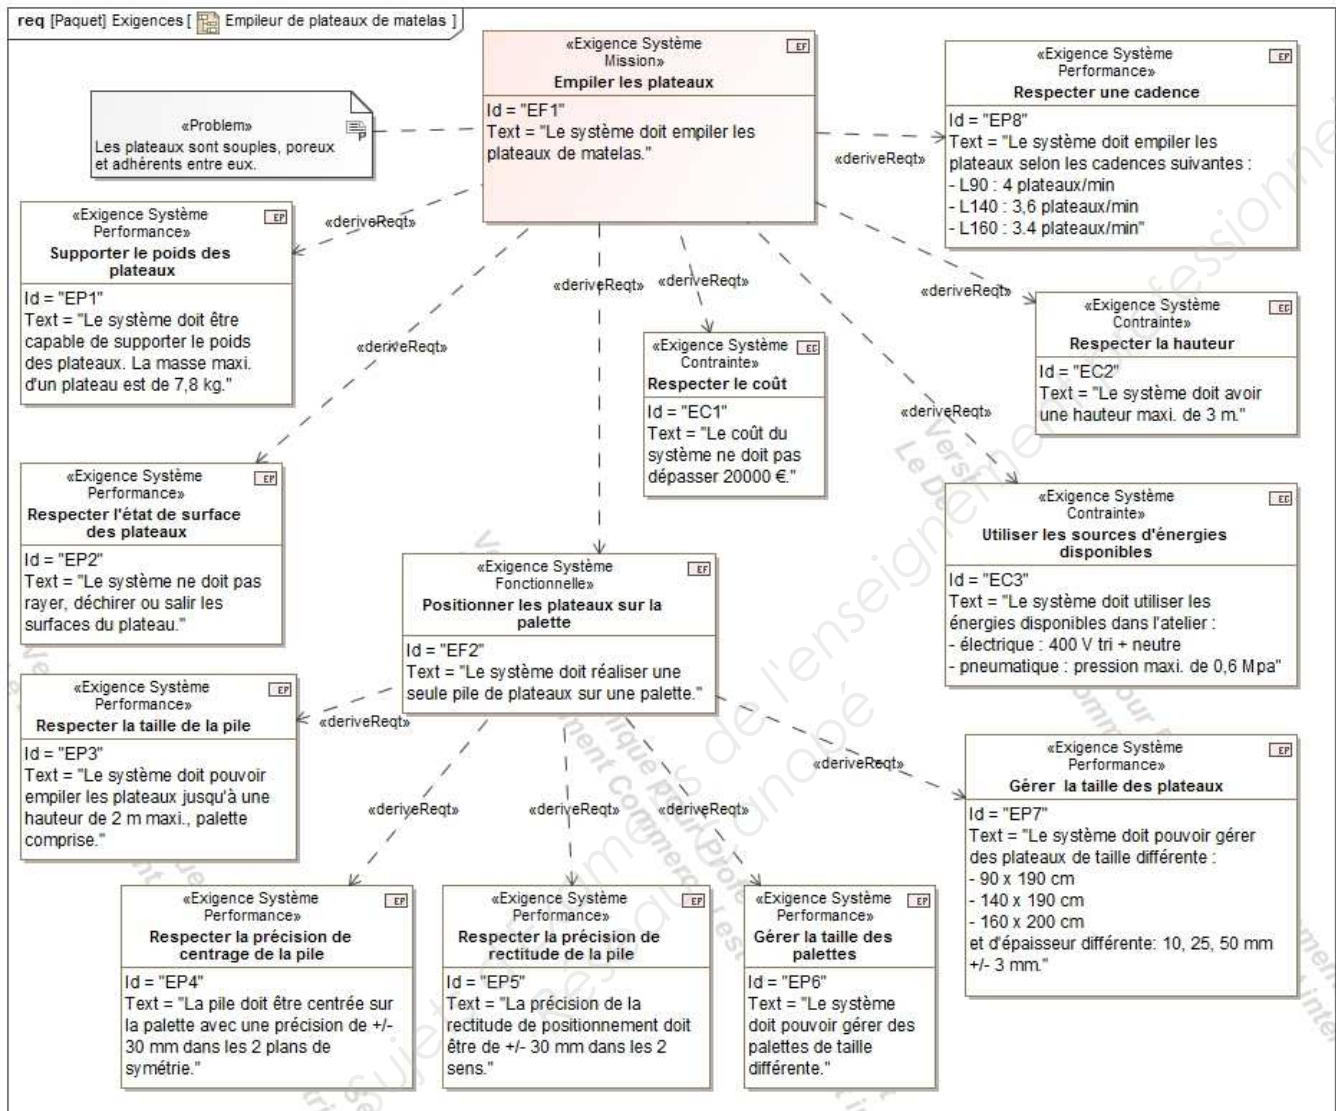 req [Paquet] Exigences [ Empileur de plateaux de matelas ]
«Exigence Système
Mission»
EF
Empiler les plateaux
Id = "EF1"
Text = "Le système doit empiler les
plateaux de matelas."
«Problem»
Les plateaux sont souples, poreux
et adhérents entre eux.
«Exigence Système
Performance»
EP
Respecter une cadence
Id = "EP8"
Text = "Le système doit empiler les
plateaux selon les cadences suivantes :
- L90 : 4 plateaux/min
- L140 : 3,6 plateaux/min
- L160 : 3.4 plateaux/min"
«deriveReqt»
«Exigence Système
Performance»
EP
Supporter le poids des
plateaux
Id = "EP1"
Text = "Le système doit être
capable de supporter le poids
des plateaux. La masse maxi.
d'un plateau est de 7,8 kg."
«deriveReqt»
«deriveReqt»
«deriveReqt»
«deriveReqt»
«deriveReqt»
«deriveReqt»
«Exigence Système
Contrainte»
EC
Respecter la hauteur
Id = "EC2"
Text = "Le système doit avoir
une hauteur maxi. de 3 m."
«Exigence Système
Contrainte»
EC
Respecter le coût
Id = "EC1"
Text = "Le coût du
système ne doit pas
dépasser 20000 €."
«deriveReqt»
«Exigence Système
Performance»
EP
Respecter l'état de surface
des plateaux
Id = "EP2"
Text = "Le système ne doit pas
rayer, déchirer ou salir les
surfaces du plateau."
«Exigence Système
Contrainte»
EC
Utiliser les sources d'énergies
disponibles
Id = "EC3"
Text = "Le système doit utiliser les
énergies disponibles dans l'atelier :
- électrique : 400 V tri + neutre
- pneumatique : pression maxi. de 0,6 Mpa"
«Exigence Système
Fonctionnelle»
EF
Positionner les plateaux sur la
palette
Id = "EF2"
Text = "Le système doit réaliser une
seule pile de plateaux sur une palette."
«Exigence Système
Performance»
EP
Respecter la taille de la pile
Id = "EP3"
Text = "Le système doit pouvoir
empiler les plateaux jusqu'à une
hauteur de 2 m maxi., palette
comprise."
«deriveReqt»
«deriveReqt»
«deriveReqt»
«deriveReqt»
«deriveReqt»
«Exigence Système
Performance»
EP
Gérer la taille des plateaux
Id = "EP7"
Text = "Le système doit pouvoir gérer
des plateaux de taille différente :
- 90 x 190 cm
- 140 x 190 cm
- 160 x 200 cm
et d'épaisseur différente: 10, 25, 50 mm
+/- 3 mm."
«Exigence Système
Performance»
EP
Respecter la précision de
centrage de la pile
Id = "EP4"
Text = "La pile doit être centrée sur
la palette avec une précision de +/-
30 mm dans les 2 plans de
symétrie."
«Exigence Système
Performance»
EP
Respecter la précision de
rectitude de la pile
Id = "EP5"
Text = "La précision de la
rectitude de positionnement doit
être de +/- 30 mm dans les 2
sens."
«Exigence Système
Performance»
EP
Gérer la taille des
palettes
Id = "EP6"
Text = "Le système
doit pouvoir gérer des
palettes de taille
différente."